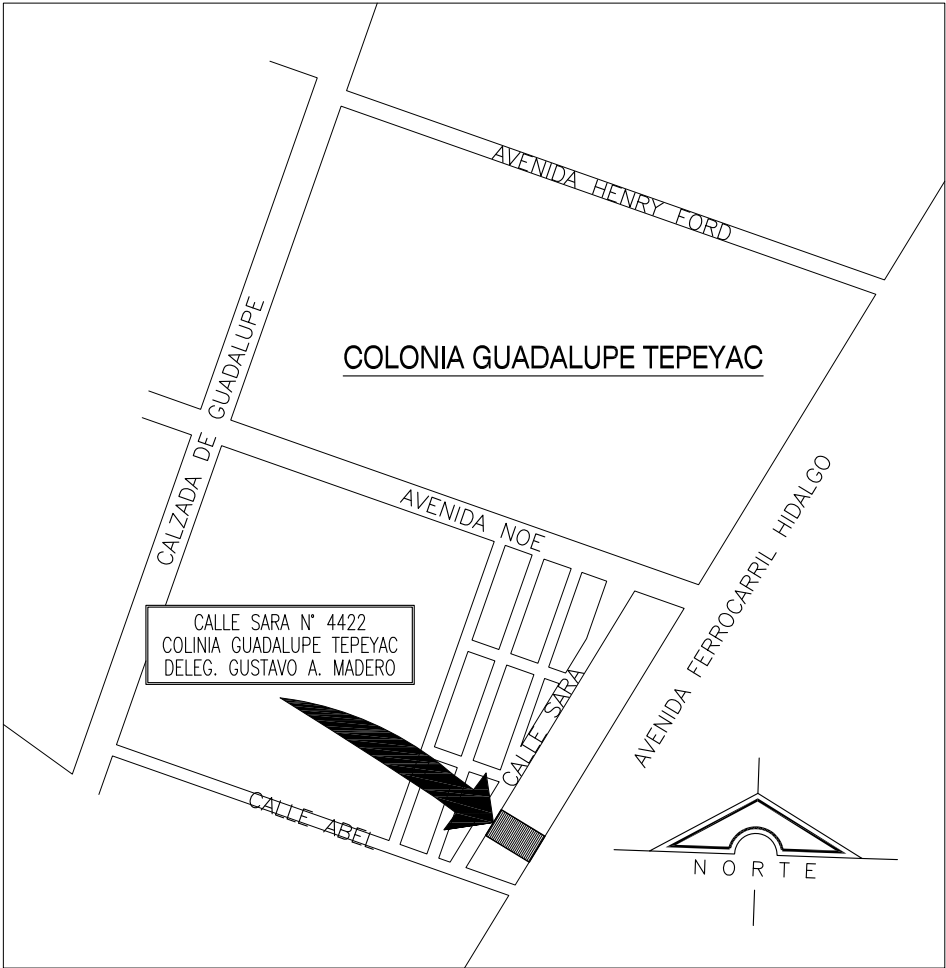 AVENIDA HENRY FORD
CALZADA DE GUADALUPE
COLONIA GUADALUPE TEPEYAC
AVENIDA NOE
AVENIDA FERROCARRIL HIDALGO
CALLE SARA N° 4422
COLINIA GUADALUPE TEPEYAC
DELEG. GUSTAVO A. MADERO
CALLE SARA
CALLE ABEL
NORTE